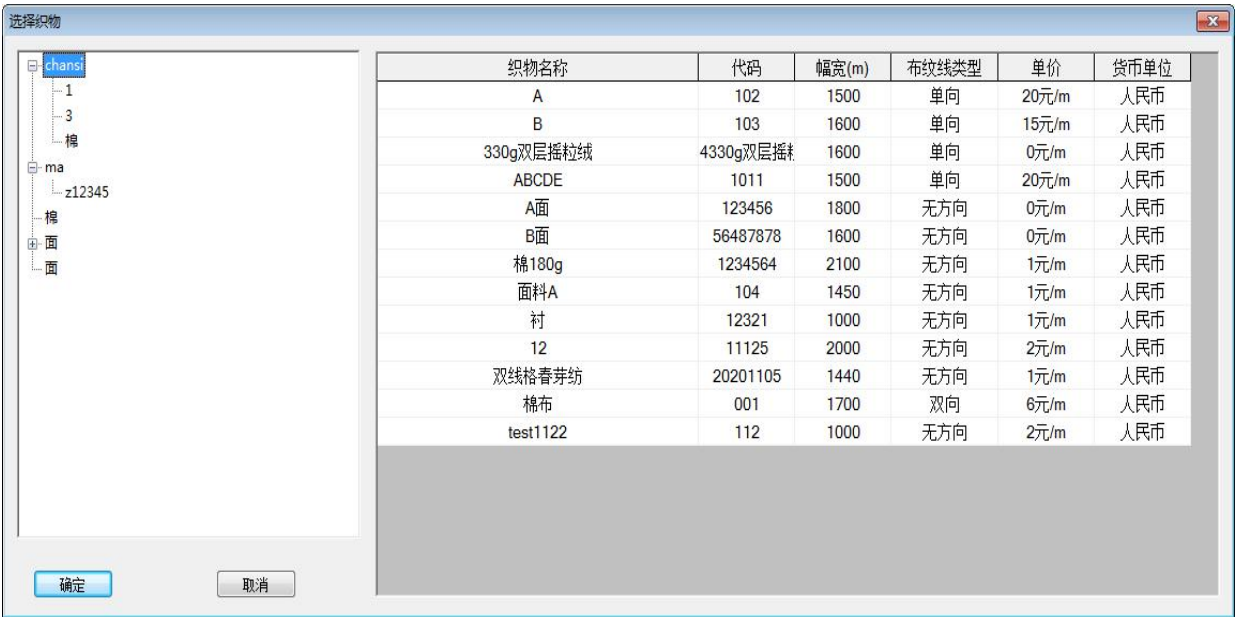 选择织物
chansi
1
3
棉
ma
z12345
棉
面
面
确定
取消
织物名称 代码 幅宽(m) 布纹线类型 单价 货币单位
A 102 1500 单向 20元/m 人民币
B 103 1600 单向 15元/m 人民币
330g双层摇粒绒 4330g双层摇 1600 单向 0元/m 人民币
ABCDE 1011 1500 单向 20元/m 人民币
A面 123456 1800 无方向 0元/m 人民币
B面 56487878 1600 无方向 0元/m 人民币
棉180g 1234564 2100 无方向 1元/m 人民币
面料A 104 1450 无方向 1元/m 人民币
衬 12321 1000 无方向 1元/m 人民币
12 11125 2000 无方向 2元/m 人民币
双线格春芽纺 20201105 1440 无方向 1元/m 人民币
棉布 001 1700 双向 6元/m 人民币
test1122 112 1000 无方向 2元/m 人民币